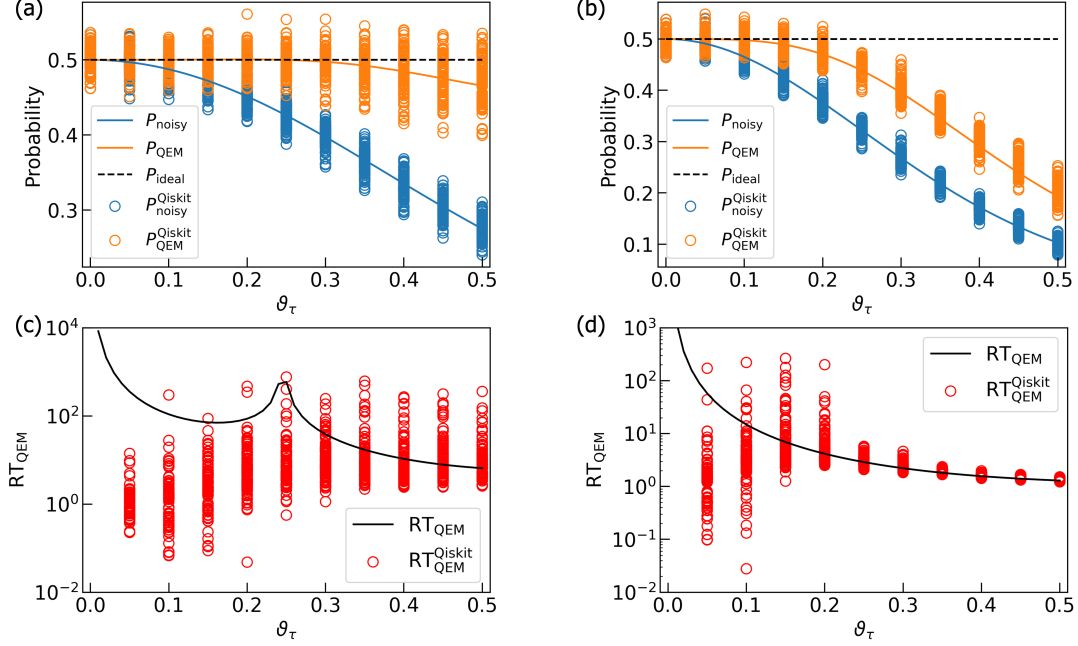 (a)
Probability
0.5
0.4
0.3
P_noisy
P_QEM
P_ideal
P_noisy^Qiskit
P_QEM^Qiskit
0.0 0.1 0.2 0.3 0.4 0.5
ϑ_τ
(b)
Probability
0.5
0.4
0.3
0.2
0.1
P_noisy
P_QEM
P_ideal
P_noisy^Qiskit
P_QEM^Qiskit
0.0 0.1 0.2 0.3 0.4 0.5
ϑ_τ
(c)
RT_QEM
10^4
10^2
10^0
10^−2
RT_QEM
RT_QEM^Qiskit
0.0 0.1 0.2 0.3 0.4 0.5
ϑ_τ
(d)
RT_QEM
10^3
10^2
10^1
10^0
10^−1
10^−2
RT_QEM
RT_QEM^Qiskit
0.0 0.1 0.2 0.3 0.4 0.5
ϑ_τ